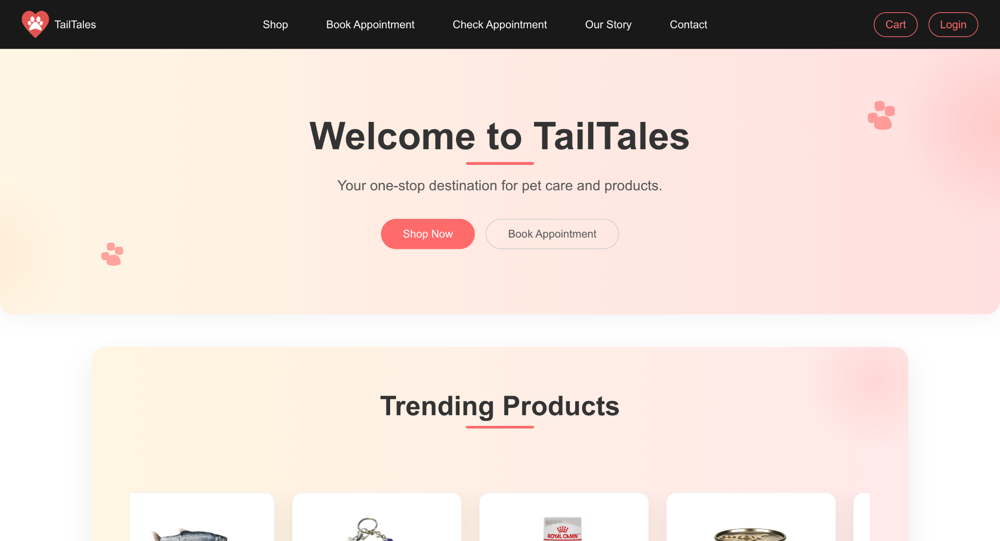 TailTales
Shop
Book Appointment
Check Appointment
Our Story
Contact
Cart
Login
Welcome to TailTales
Your one-stop destination for pet care and products.
Shop Now
Book Appointment
Trending Products
ROYAL CANIN